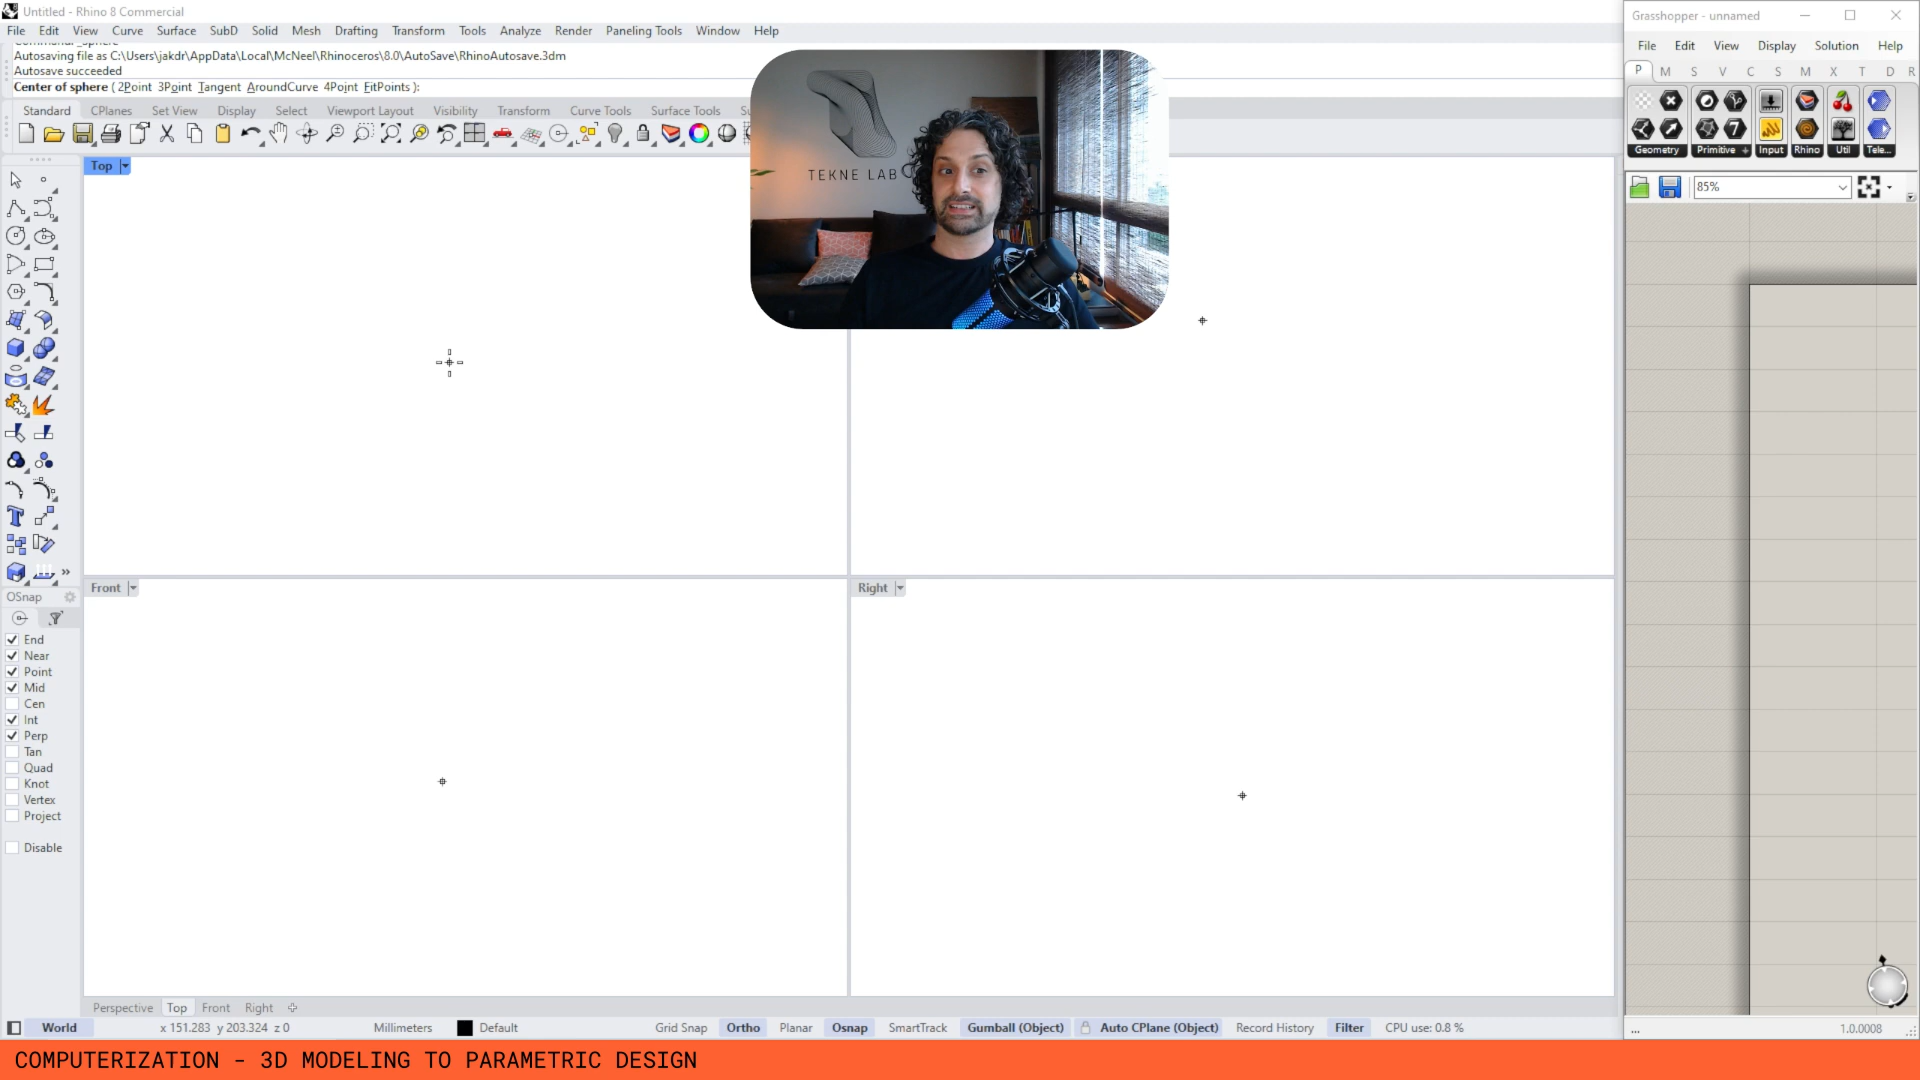 Untitled - Rhino 8 Commercial
File Edit View Curve Surface SubD Solid Mesh Drafting Transform Tools Analyze Render Paneling Tools Window Help
Autosaving file as C:\Users\jakdr\AppData\Local\McNeel\Rhinoceros\8.0\AutoSave\RhinoAutosave.3dm
Autosave succeeded
Center of sphere ( 2Point 3Point Tangent AroundCurve 4Point FitPoints ):
Standard CPlanes Set View Display Select Viewport Layout Visibility Transform Curve Tools Surface Tools
Top
TEKNE LAB
Front
Right
OSnap
End
Near
Point
Mid
Cen
Int
Perp
Tan
Quad
Knot
Vertex
Project
Disable
Perspective Top Front Right
World x 151.283 y 203.324 z 0 Millimeters Default Grid Snap Ortho Planar Osnap SmartTrack Gumball (Object) Auto CPlane (Object) Record History Filter CPU use: 0.8 %
Grasshopper - unnamed
File Edit View Display Solution Help
P M S V C S M X T D R
Geometry Primitive Input Rhino Util Tele...
85%
... 1.0.0008
COMPUTERIZATION - 3D MODELING TO PARAMETRIC DESIGN